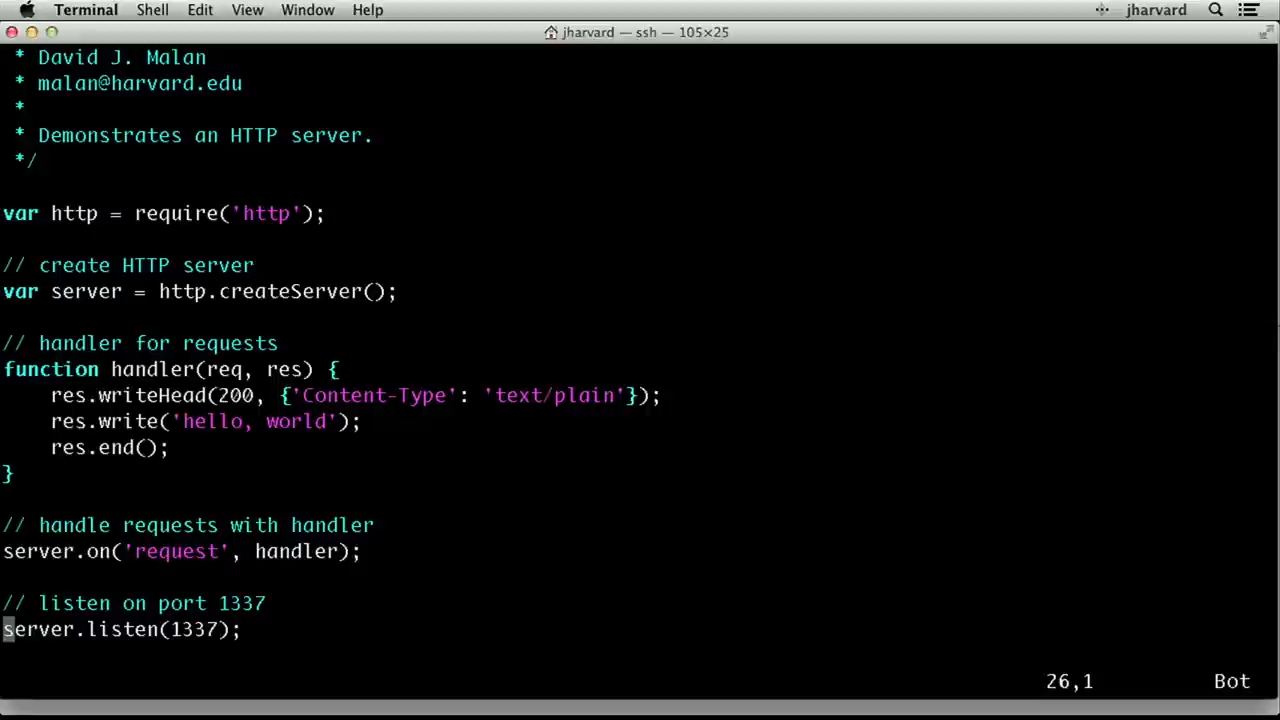 Terminal Shell Edit View Window Help jharvard
jharvard — ssh — 105×25
 * David J. Malan
 * malan@harvard.edu
 *
 * Demonstrates an HTTP server.
 */
var http = require('http');
// create HTTP server
var server = http.createServer();
// handler for requests
function handler(req, res) {
    res.writeHead(200, {'Content-Type': 'text/plain'});
    res.write('hello, world');
    res.end();
}
// handle requests with handler
server.on('request', handler);
// listen on port 1337
server.listen(1337);
26,1 Bot